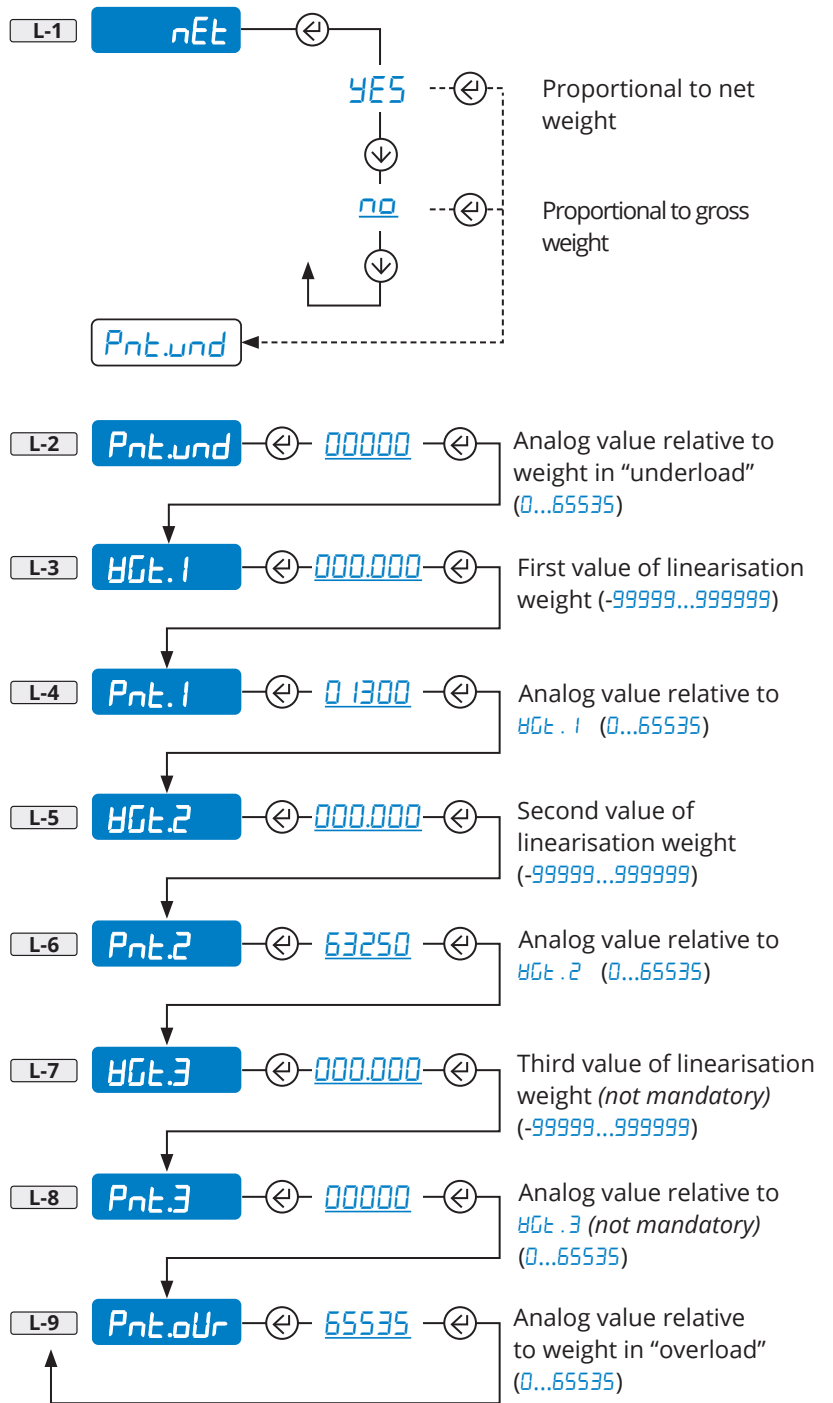 L-1 nEt
YES Proportional to net
weight
no Proportional to gross
weight
Pnt.und
L-2 Pnt.und 00000 Analog value relative to
weight in “underload”
(0...65535)
L-3 WGt.1 000.000 First value of linearisation
weight (-99999...999999)
L-4 Pnt.1 01300 Analog value relative to
WGt.1 (0...65535)
L-5 WGt.2 000.000 Second value of
linearisation weight
(-99999...999999)
L-6 Pnt.2 63250 Analog value relative to
WGt.2 (0...65535)
L-7 WGt.3 000.000 Third value of linearisation
weight (not mandatory)
(-99999...999999)
L-8 Pnt.3 00000 Analog value relative to
WGt.3 (not mandatory)
(0...65535)
L-9 Pnt.oUr 65535 Analog value relative
to weight in “overload”
(0...65535)